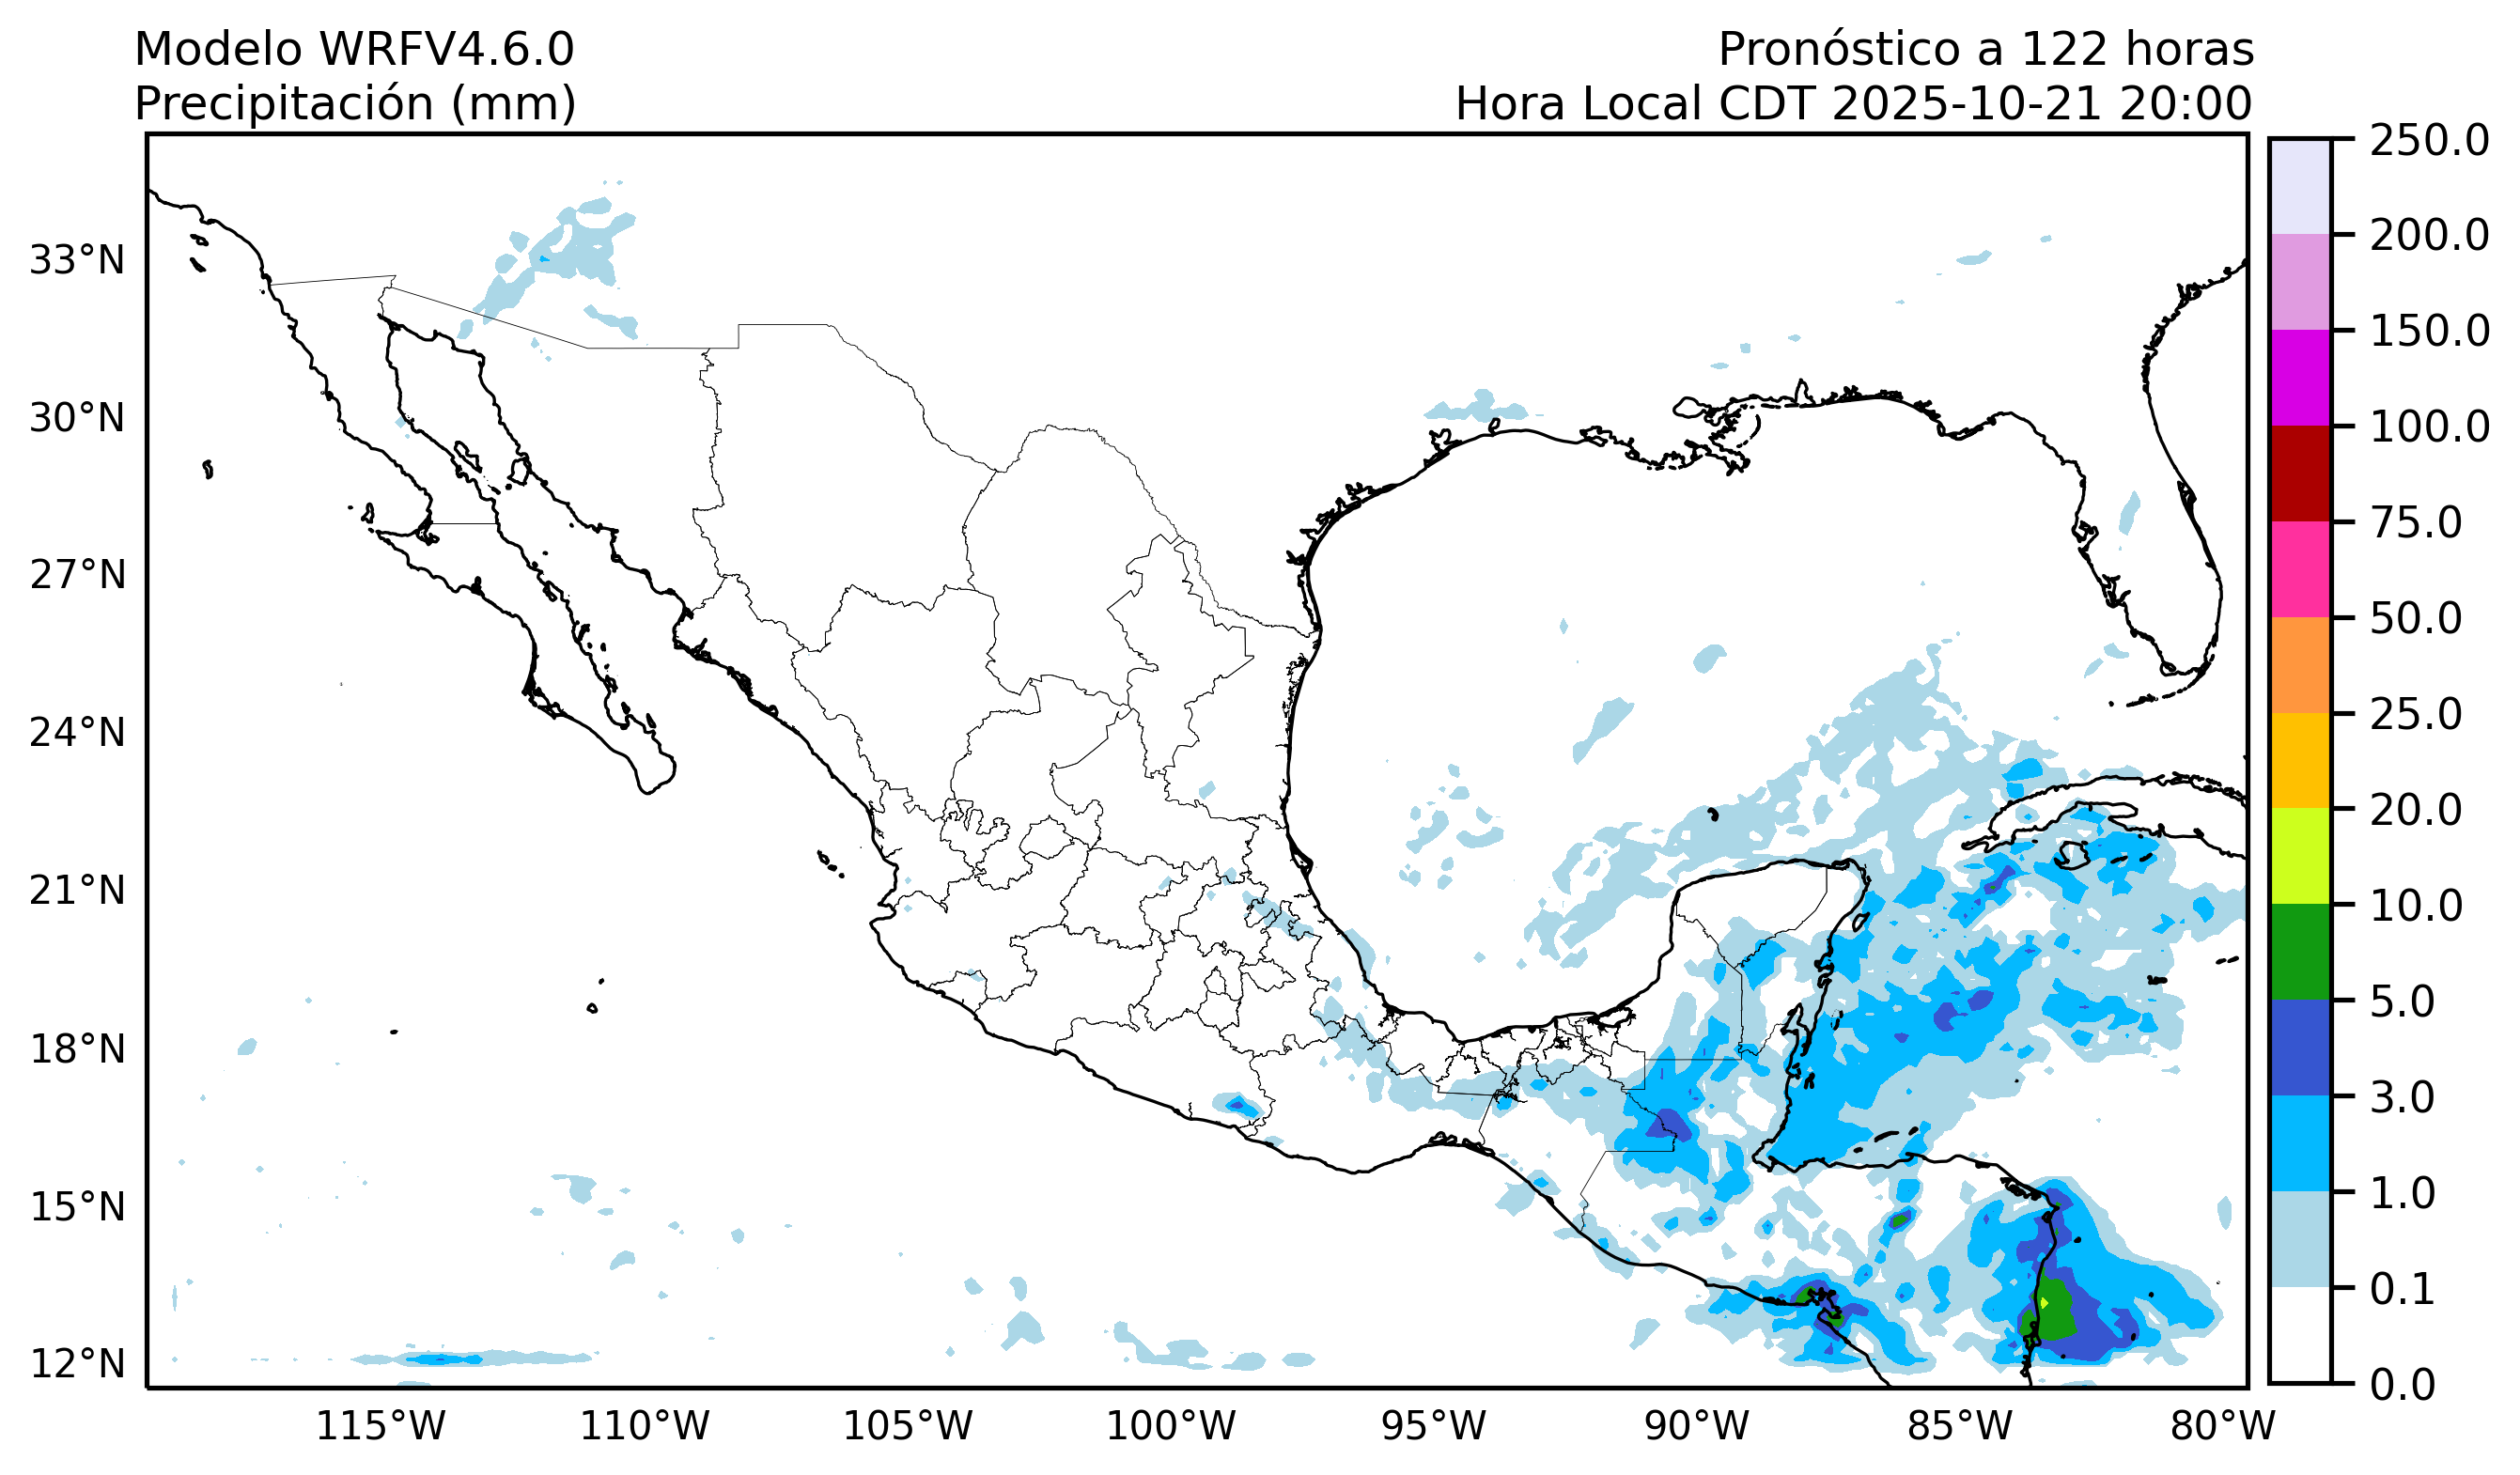 Modelo WRFV4.6.0
Precipitación (mm)
Pronóstico a 122 horas
Hora Local CDT 2025-10-21 20:00
33°N
30°N
27°N
24°N
21°N
18°N
15°N
12°N
115°W
110°W
105°W
100°W
95°W
90°W
85°W
80°W
250.0
200.0
150.0
100.0
75.0
50.0
25.0
20.0
10.0
5.0
3.0
1.0
0.1
0.0